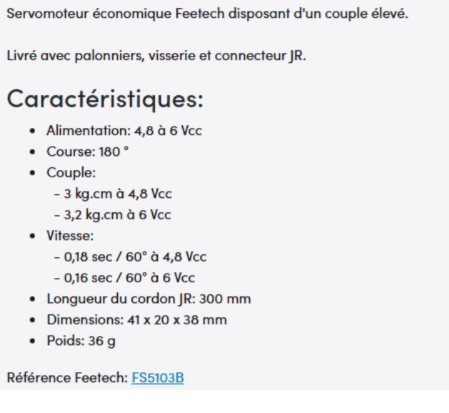 Servomoteur économique Feetech disposant d'un couple élevé.
Livré avec palonniers, visserie et connecteur JR.
Caractéristiques:
• Alimentation: 4,8 à 6 Vcc
• Course: 180 °
• Couple:
- 3 kg.cm à 4,8 Vcc
- 3,2 kg.cm à 6 Vcc
• Vitesse:
- 0,18 sec / 60° à 4,8 Vcc
- 0,16 sec / 60° à 6 Vcc
• Longueur du cordon JR: 300 mm
• Dimensions: 41 x 20 x 38 mm
• Poids: 36 g
Référence Feetech: FS5103B